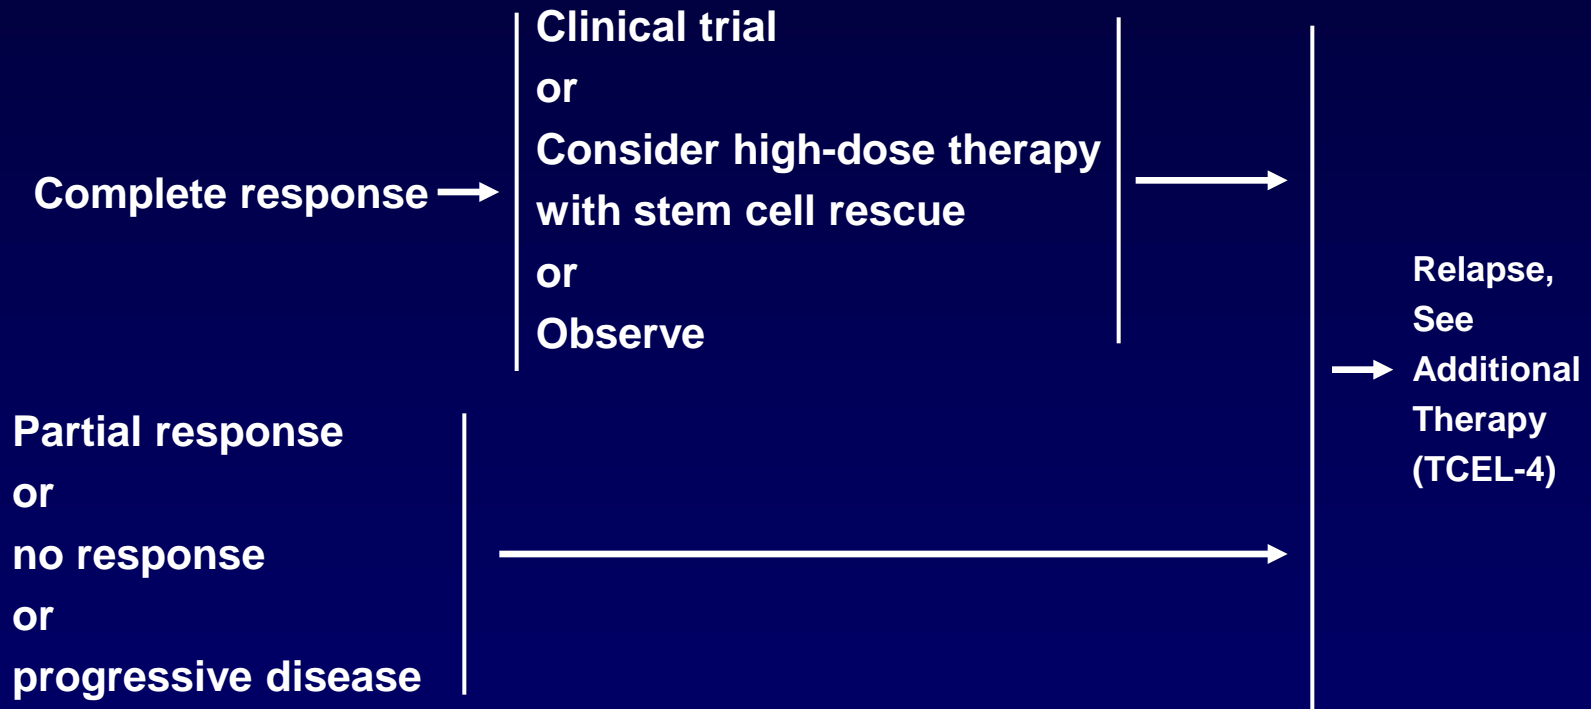 Complete response
Clinical trial
or
Consider high-dose therapy
with stem cell rescue
or
Observe
Partial response
or
no response
or
progressive disease
Relapse,
See
Additional
Therapy
(TCEL-4)